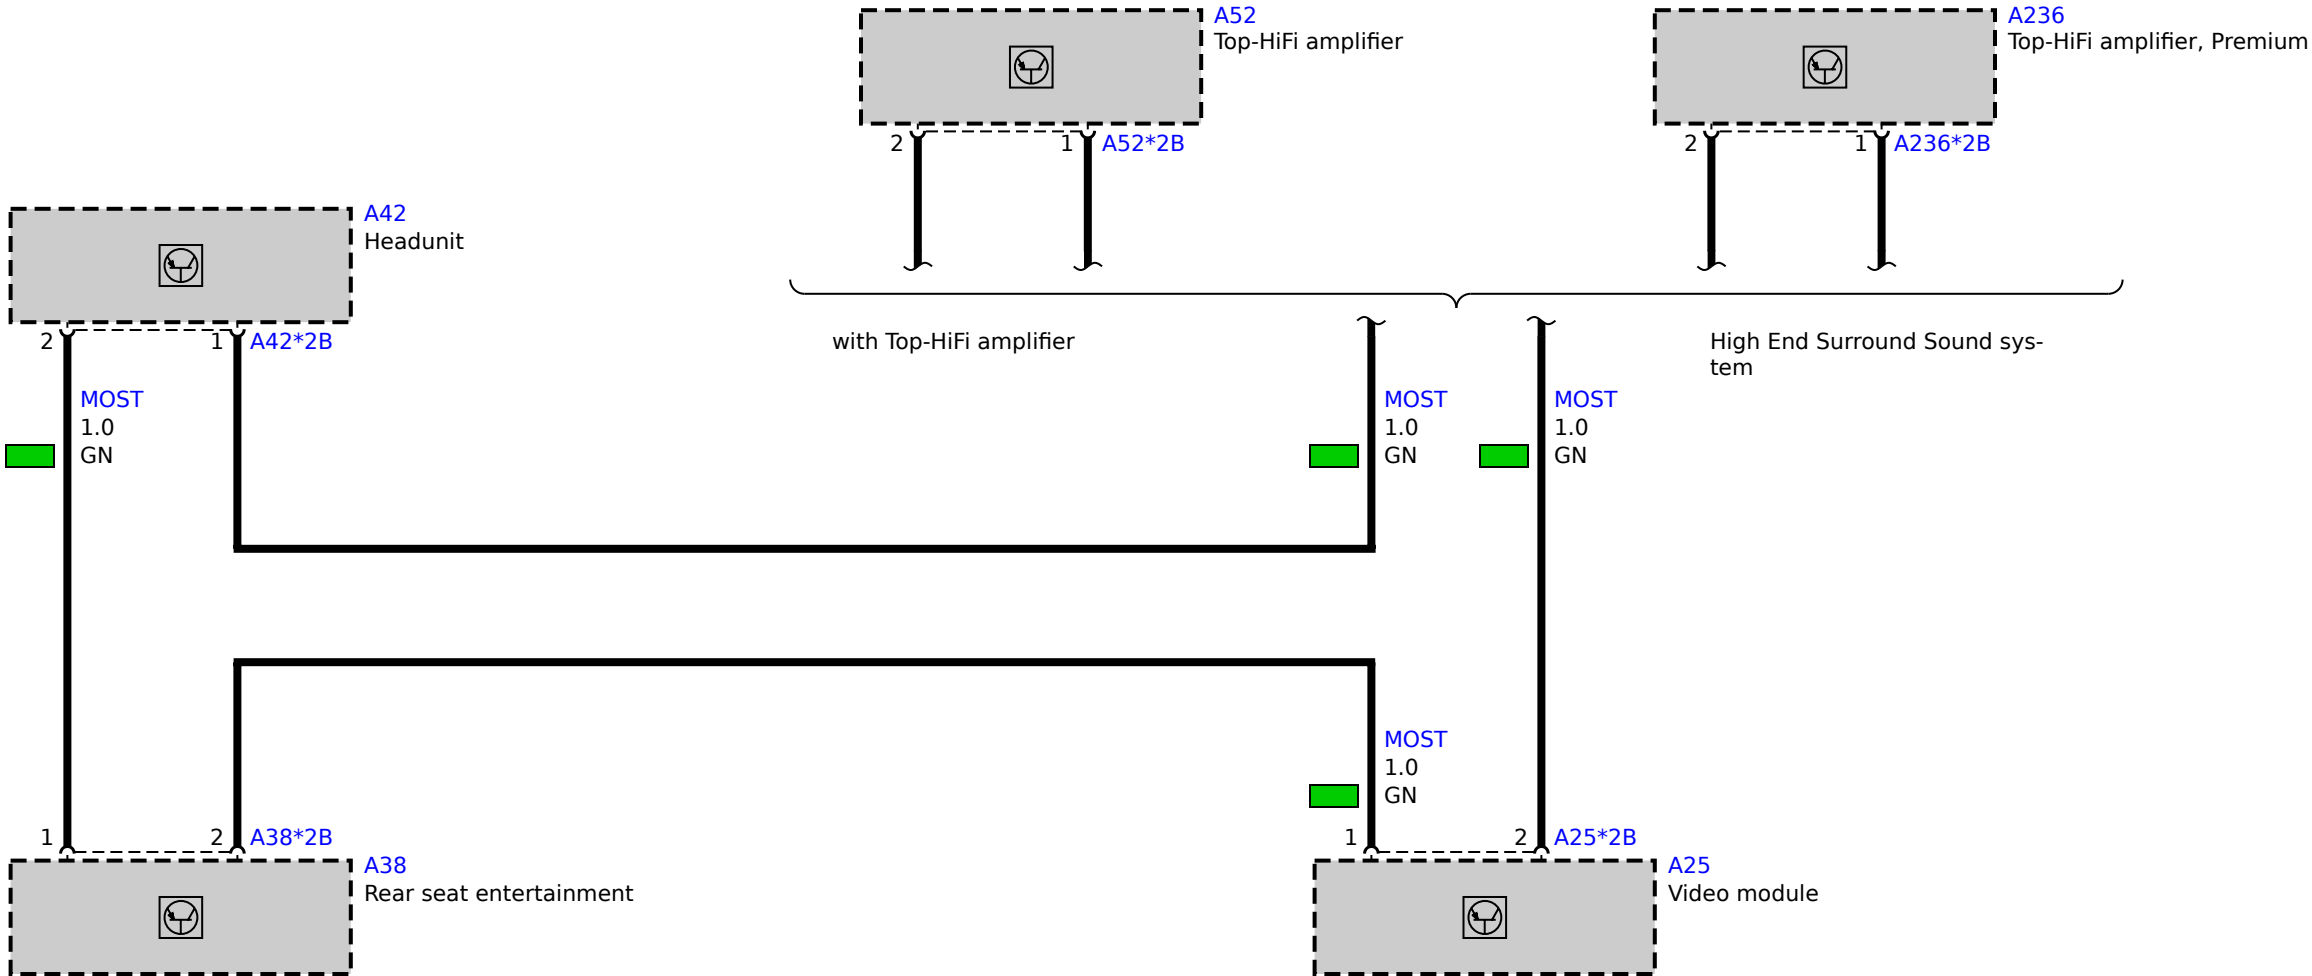 A52
Top-HiFi amplifier
A236
Top-HiFi amplifier, Premium
2 1 A52*2B
2 1 A236*2B
A42
Headunit
2 1 A42*2B
with Top-HiFi amplifier
High End Surround Sound sys-
tem
MOST
1.0
GN
MOST
1.0
GN
MOST
1.0
GN
MOST
1.0
GN
1 2 A38*2B
A38
Rear seat entertainment
1 2 A25*2B
A25
Video module